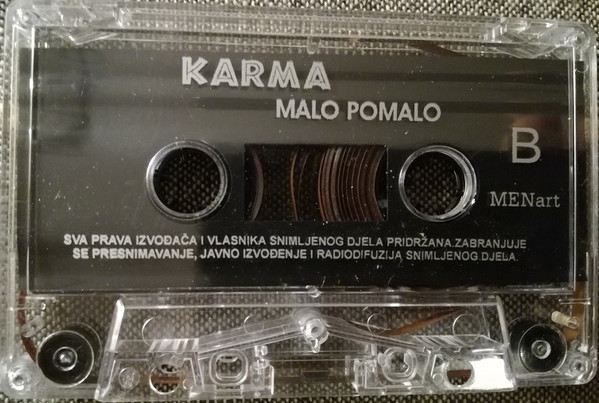 KARMA
MALO POMALO
B
MENart
SVA PRAVA IZVOĐAČA I VLASNIKA SNIMLJENOG DJELA PRIDRŽANA.ZABRANJUJE
SE PRESNIMAVANJE, JAVNO IZVOĐENJE I RADIODIFUZIJA SNIMLJENOG DJELA.